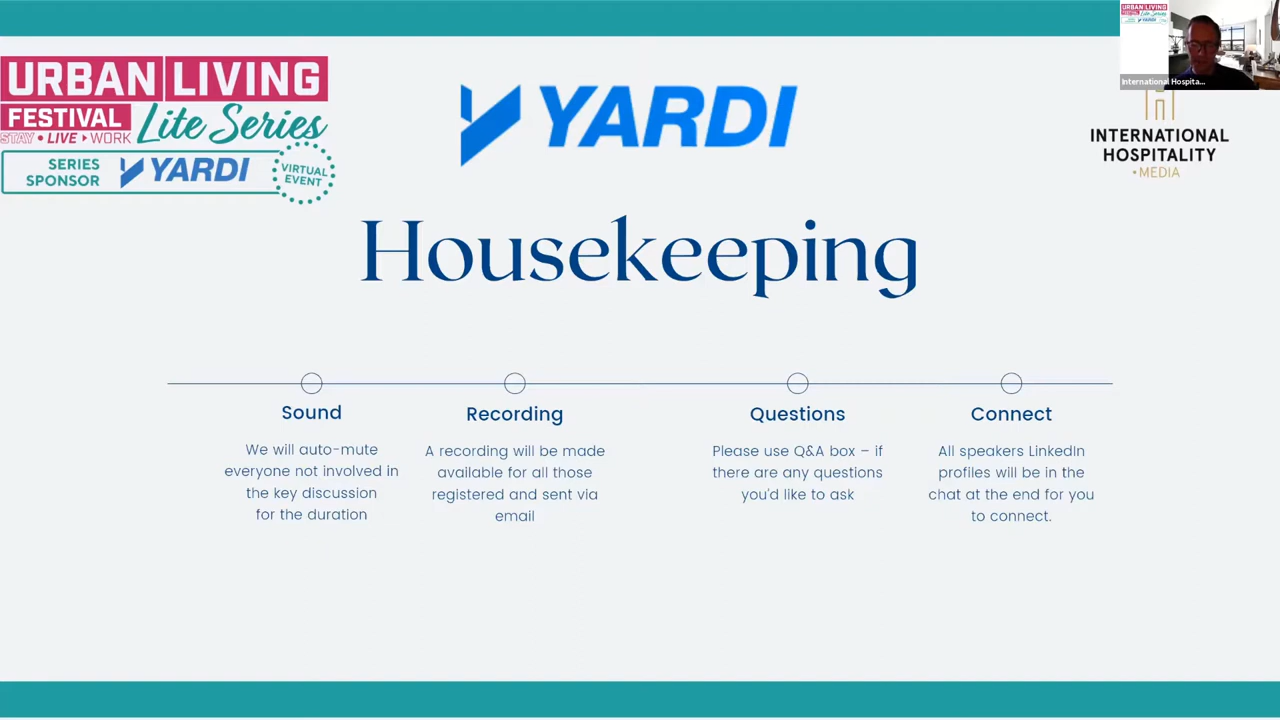 URBAN LIVING
FESTIVAL Lite Series
STAY • LIVE WORK
SERIES
SPONSOR
YARDI
VIRTUAL
EVENT
YARDI
International Hospita...
INTERNATIONAL
HOSPITALITY
•MEDIA
Housekeeping
Sound
We will auto-mute
everyone not involved in
the key discussion
for the duration
Recording
A recording will be made
available for all those
registered and sent via
email
Questions
Please use Q&A box – if
there are any questions
you'd like to ask
Connect
All speakers LinkedIn
profiles will be in the
chat at the end for you
to connect.